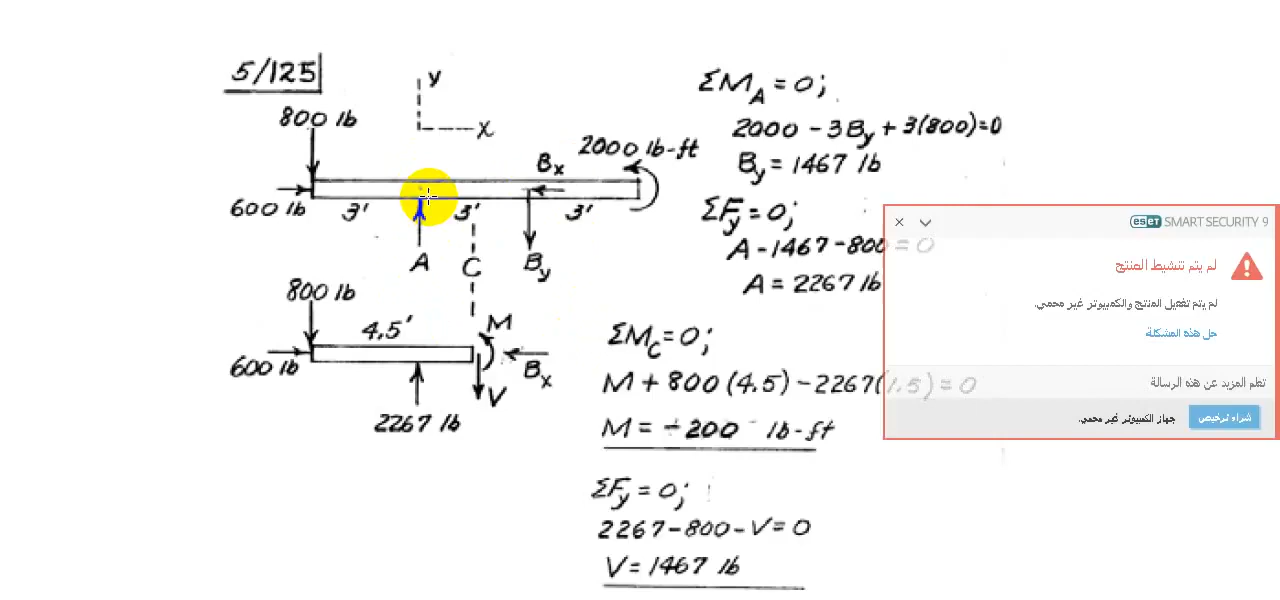 5/125
Y
X
800 lb
2000 lb-ft
Bx
600 lb
3'
3'
3'
A
C
By
800 lb
4.5'
M
600 lb
Bx
V
2267 lb
ΣM_A = 0;
2000 - 3By + 3(800) = 0
By = 1467 lb
ΣFy = 0;
A - 1467 - 800 = 0
A = 2267 lb
ΣM_C = 0;
M + 800 (4.5) - 2267(1.5) = 0
M = -200 lb-ft
ΣFy = 0;
2267 - 800 - V = 0
V = 1467 lb
eset SMART SECURITY 9
لم يتم تنشيط المنتج
لم يتم تفعيل المنتج والكمبيوتر غير محمي.
حل هذه المشكلة
تعلم المزيد عن هذه الرسالة
جهاز الكمبيوتر غير محمي.
شراء ترخيص